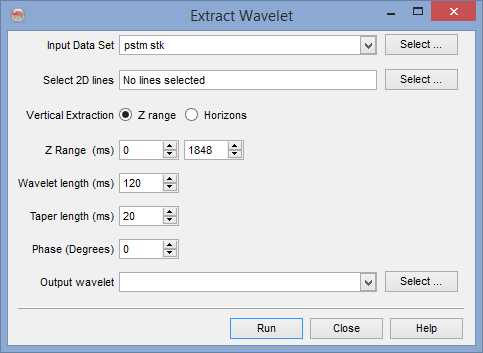 Extract Wavelet
Input Data Set pstm stk Select ...
Select 2D lines No lines selected Select ...
Vertical Extraction Z range Horizons
Z Range (ms) 0 1848
Wavelet length (ms) 120
Taper length (ms) 20
Phase (Degrees) 0
Output wavelet Select ...
Run Close Help